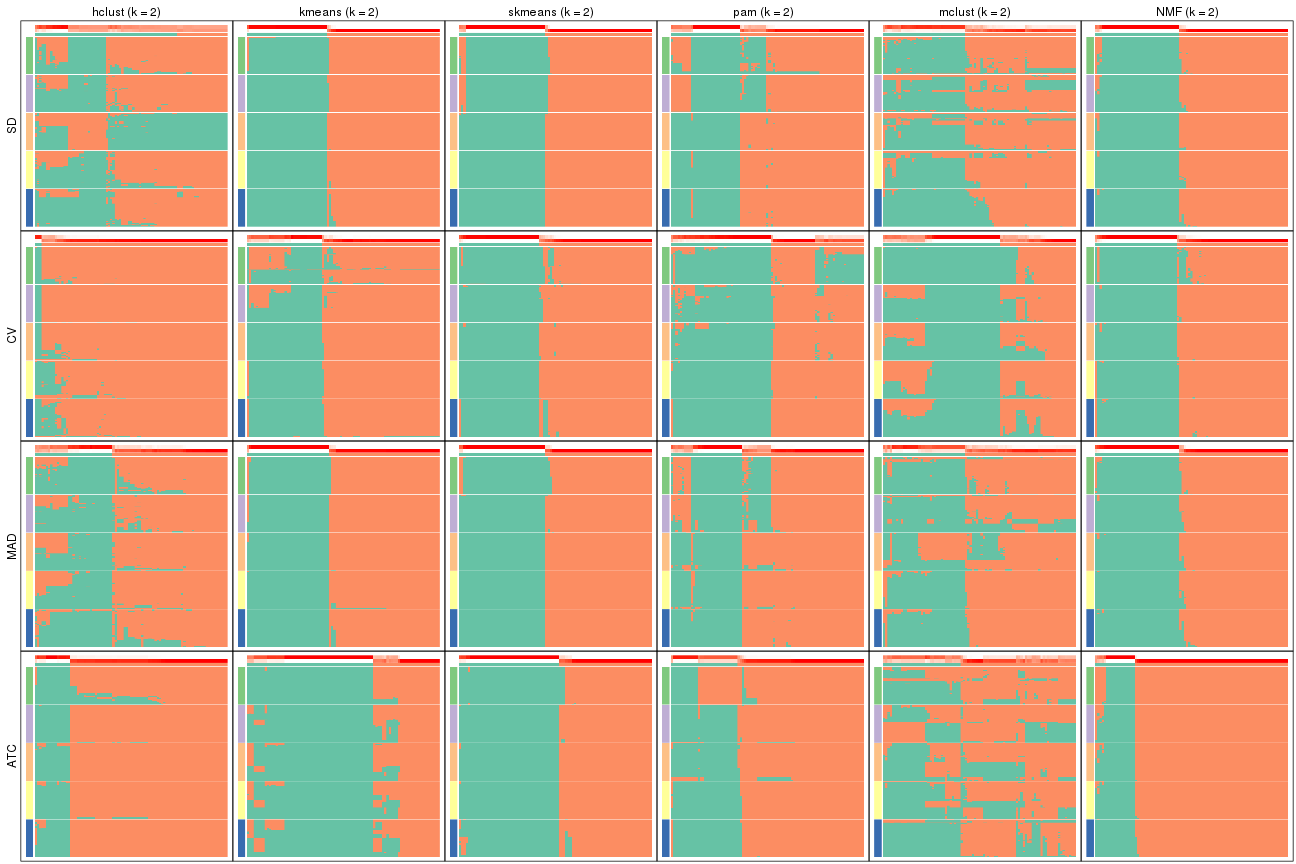 hclust (k = 2) kmeans (k = 2) skmeans (k = 2) pam (k = 2) mclust (k = 2) NMF (k = 2)
SD
CV
MAD
ATC